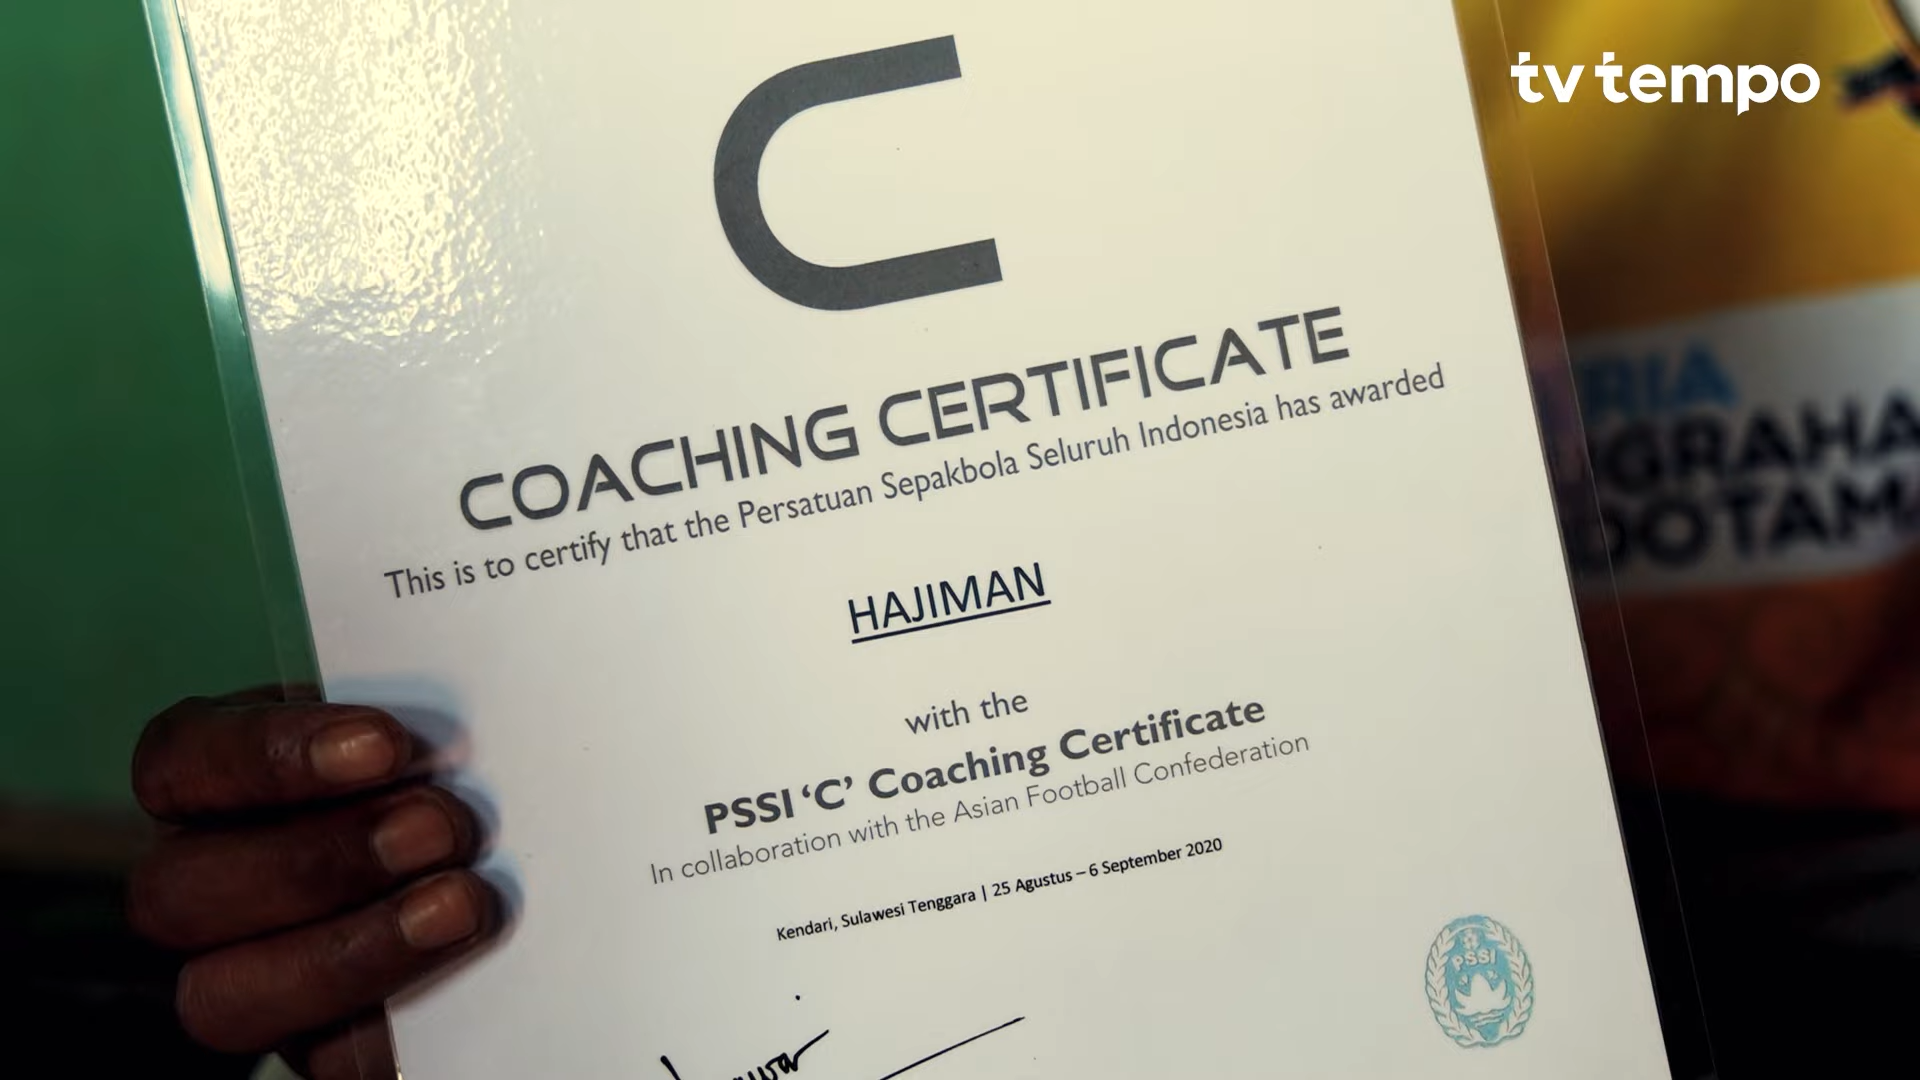 tv tempo
C
COACHING CERTIFICATE
This is to certify that the Persatuan Sepakbola Seluruh Indonesia has awarded
HAJIMAN
with the
PSSI ‘C’ Coaching Certificate
In collaboration with the Asian Football Confederation
Kendari, Sulawesi Tenggara | 25 Agustus – 6 September 2020
PSSI